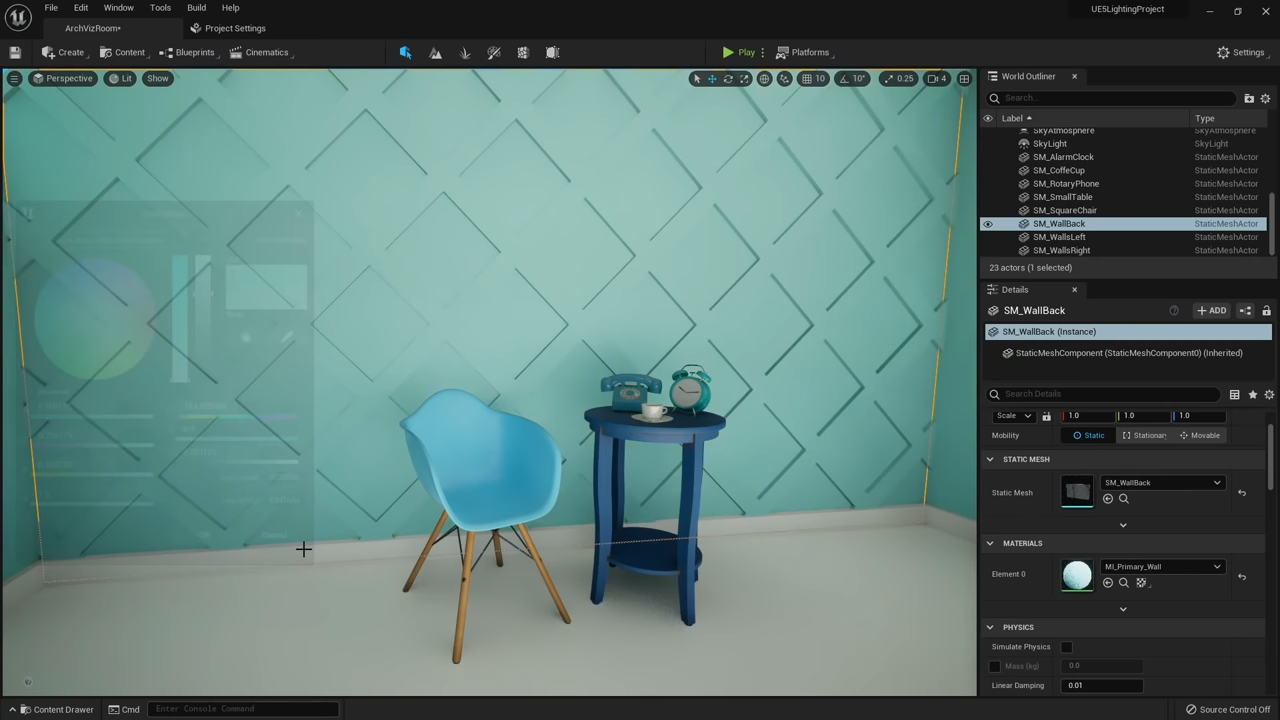 File Edit Window Tools Build Help
UE5LightingProject
ArchVizRoom•
Project Settings
Create Content Blueprints Cinematics Play Platforms Settings
Perspective Lit Show 10 10° 0.25 4
World Outliner
Search...
Label Type
SkyAtmosphere SkyAtmosphere
SkyLight SkyLight
SM_AlarmClock StaticMeshActor
SM_CoffeCup StaticMeshActor
SM_RotaryPhone StaticMeshActor
SM_SmallTable StaticMeshActor
SM_SquareChair StaticMeshActor
SM_WallBack StaticMeshActor
SM_WallsLeft StaticMeshActor
SM_WallsRight StaticMeshActor
23 actors (1 selected)
Details
SM_WallBack
ADD
SM_WallBack (Instance)
StaticMeshComponent (StaticMeshComponent0) (Inherited)
Search Details
Scale 1.0 1.0 1.0
Mobility Static Stationar Movable
STATIC MESH
Static Mesh SM_WallBack
MATERIALS
Element 0 MI_Primary_Wall
PHYSICS
Simulate Physics
Mass (kg) 0.0
Linear Damping 0.01
Content Drawer Cmd Enter Console Command Source Control Off